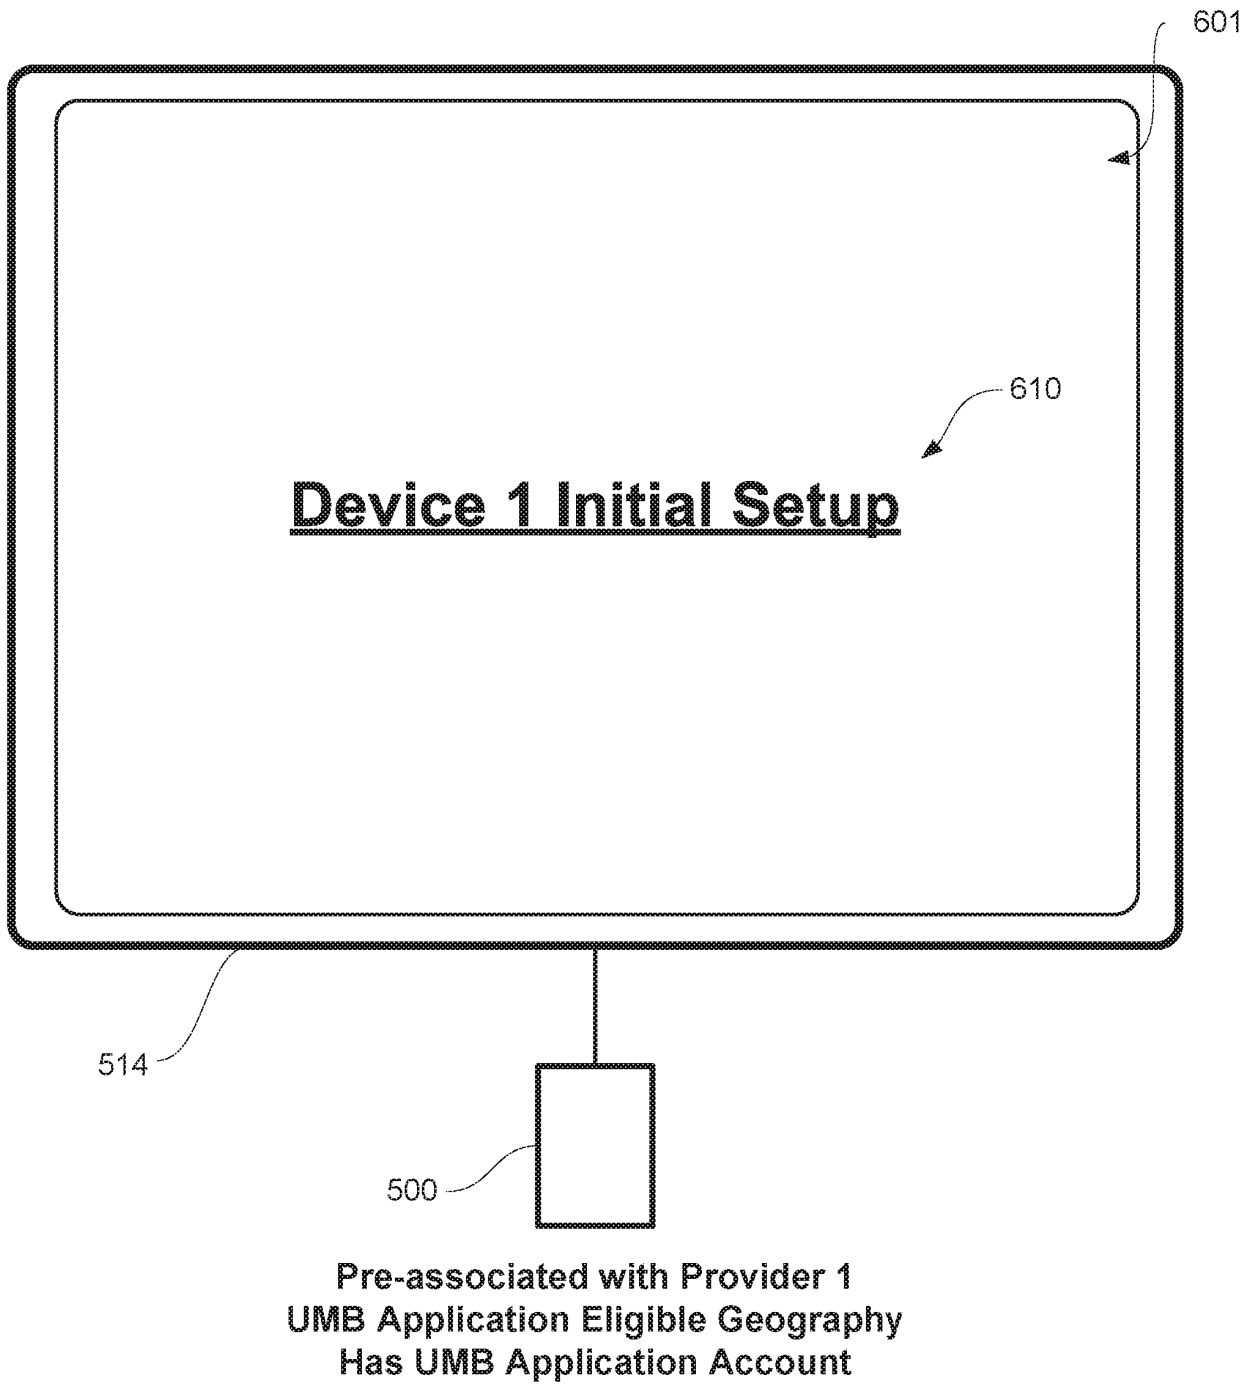 601
610
Device 1 Initial Setup
514
500
Pre-associated with Provider 1
UMB Application Eligible Geography
Has UMB Application Account